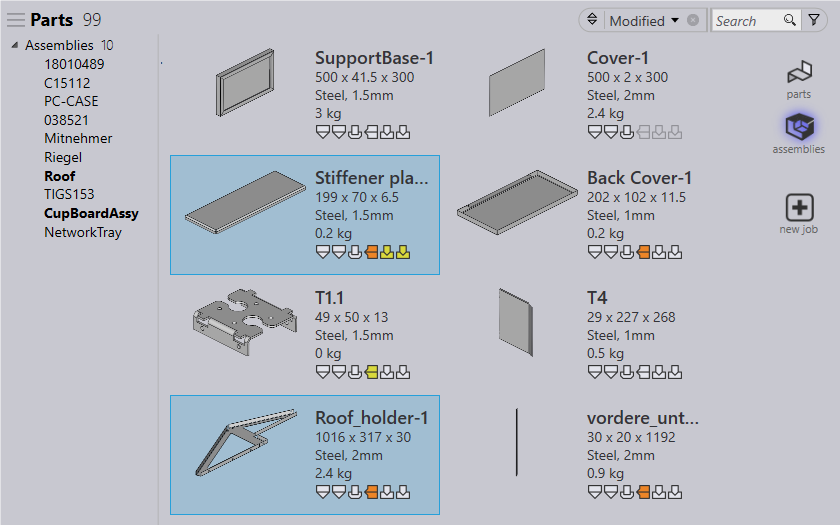 Parts 99
Modified
Search
Assemblies 10
18010489
C15112
PC-CASE
038521
Mitnehmer
Riegel
Roof
TIGS153
CupBoardAssy
NetworkTray
SupportBase-1
500 x 41.5 x 300
Steel, 1.5mm
3 kg
Cover-1
500 x 2 x 300
Steel, 2mm
2.4 kg
Stiffener pla...
199 x 70 x 6.5
Steel, 1.5mm
0.2 kg
Back Cover-1
202 x 102 x 11.5
Steel, 1mm
0.2 kg
T1.1
49 x 50 x 13
Steel, 1.5mm
0 kg
T4
29 x 227 x 268
Steel, 1mm
0.5 kg
Roof_holder-1
1016 x 317 x 30
Steel, 2mm
2.4 kg
vordere_unt...
30 x 20 x 1192
Steel, 2mm
0.9 kg
parts
assemblies
new job